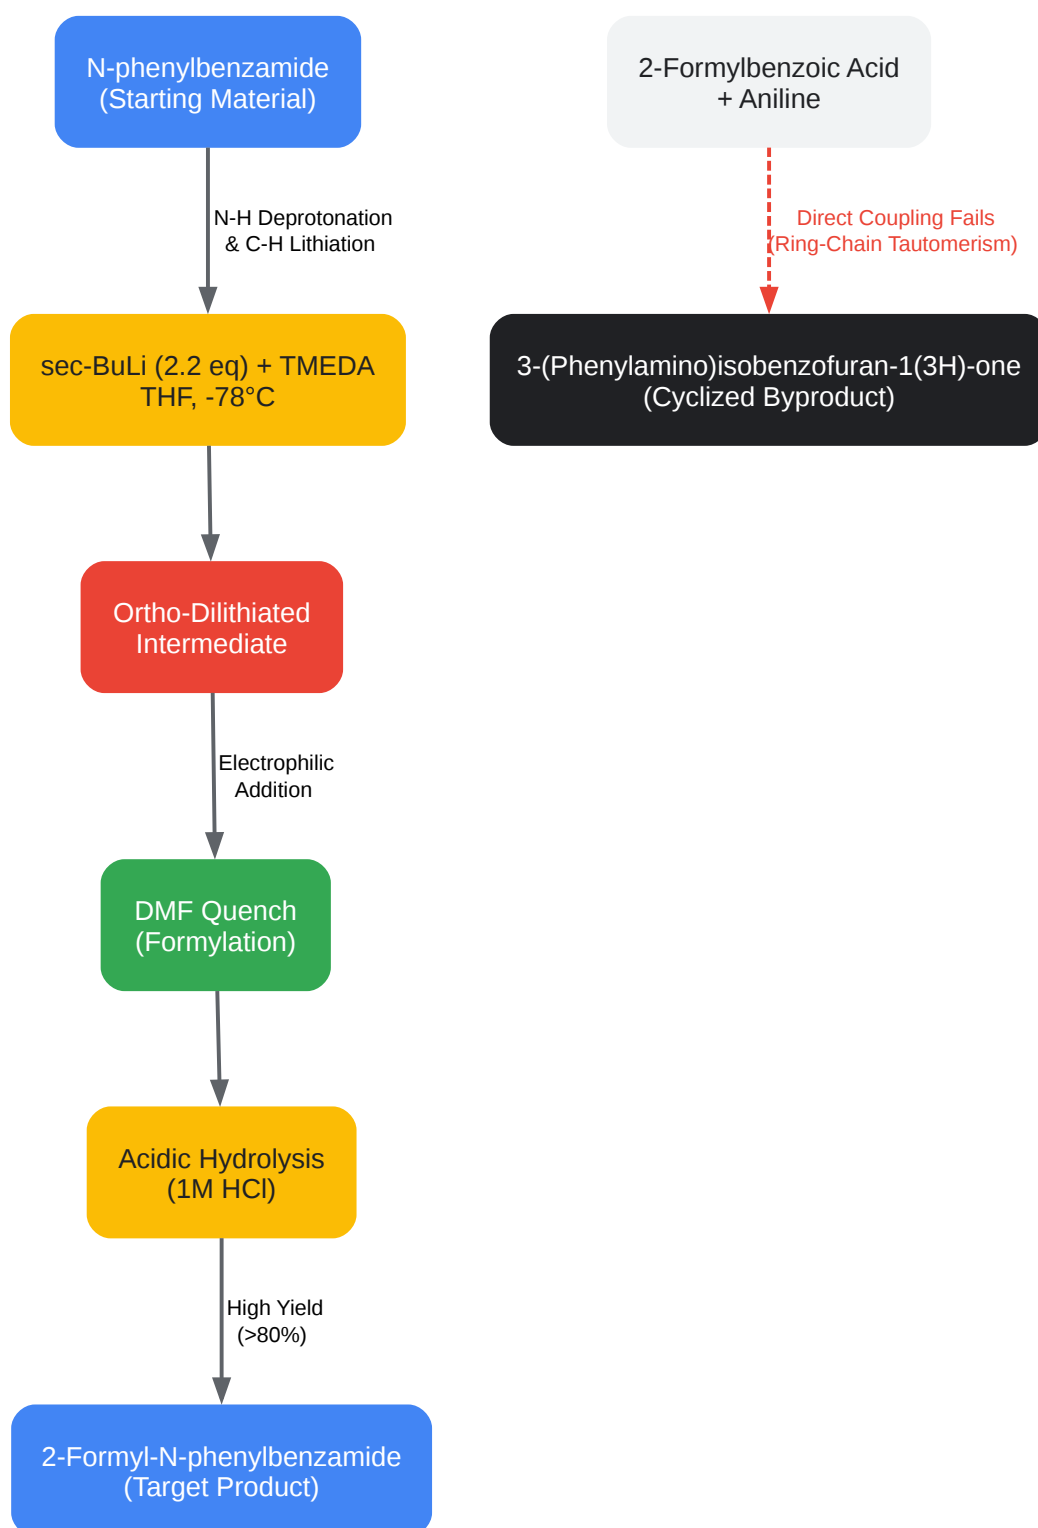 N-phenylbenzamide
(Starting Material)
2-Formylbenzoic Acid
+ Aniline
N-H Deprotonation
& C-H Lithiation
Direct Coupling Fails
(Ring-Chain Tautomerism)
sec-BuLi (2.2 eq) + TMEDA
THF, -78°C
3-(Phenylamino)isobenzofuran-1(3H)-one
(Cyclized Byproduct)
Ortho-Dilithiated
Intermediate
Electrophilic
Addition
DMF Quench
(Formylation)
Acidic Hydrolysis
(1M HCl)
High Yield
(>80%)
2-Formyl-N-phenylbenzamide
(Target Product)